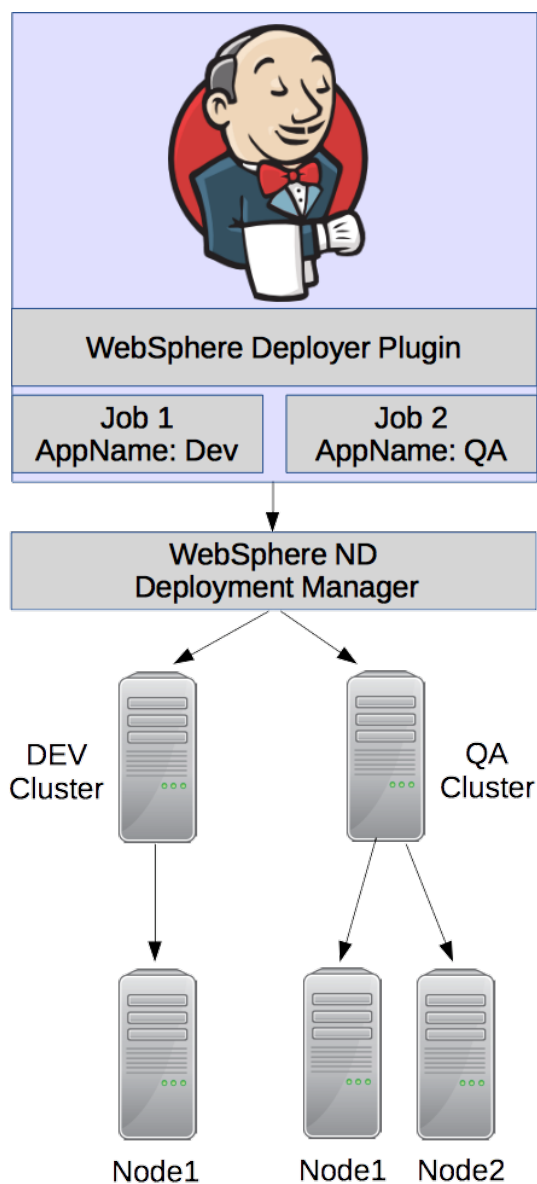 WebSphere Deployer Plugin
Job 1
AppName: Dev
Job 2
AppName: QA
WebSphere ND
Deployment Manager
DEV
Cluster
QA
Cluster
Node1
Node1
Node2